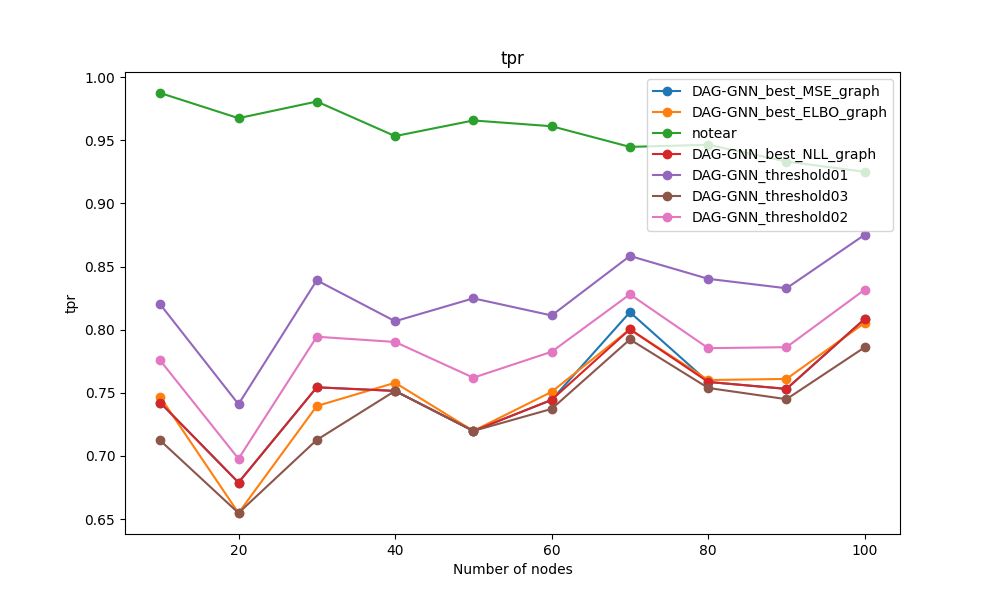 tpr
1.00
0.95
0.90
0.85
0.80
0.75
0.70
0.65
tpr
DAG-GNN_best_MSE_graph
DAG-GNN_best_ELBO_graph
notear
DAG-GNN_best_NLL_graph
DAG-GNN_threshold01
DAG-GNN_threshold03
DAG-GNN_threshold02
20 40 60 80 100
Number of nodes